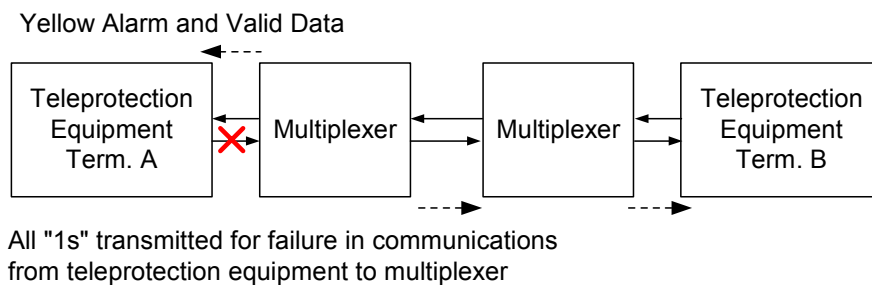 Yellow Alarm and Valid Data
Teleprotection
Equipment
Term. A
Multiplexer
Multiplexer
Teleprotection
Equipment
Term. B
All "1s" transmitted for failure in communications
from teleprotection equipment to multiplexer